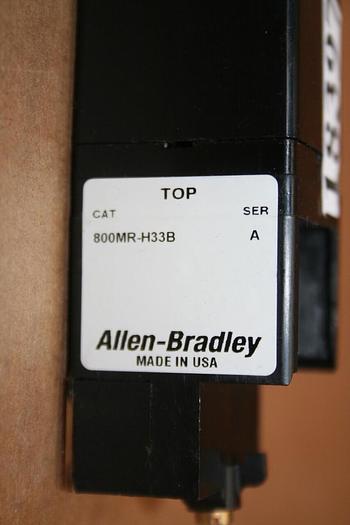 TOP
CAT SER
800MR-H33B A
Allen-Bradley
MADE IN USA